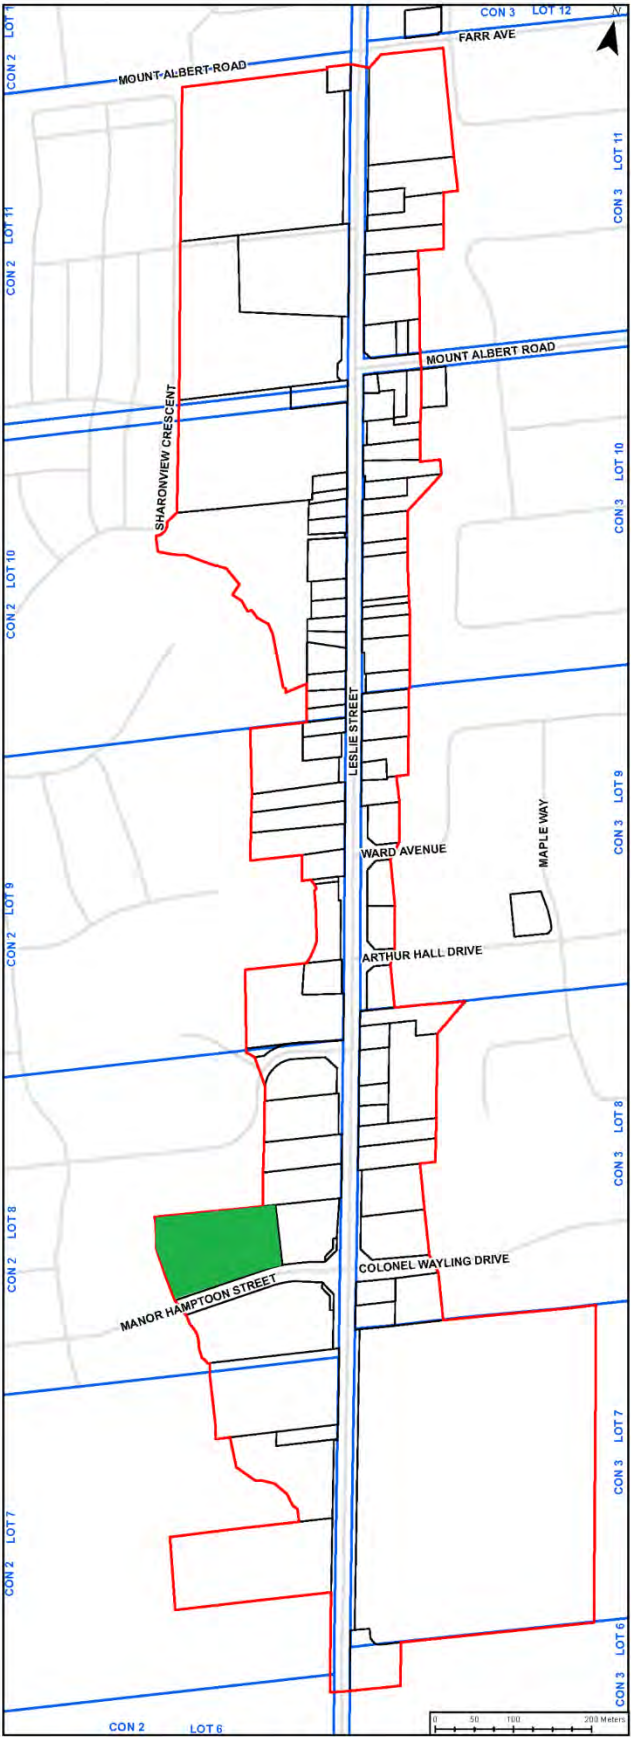 CON 3 LOT 12
N
LOT 1
CON 2
FARR AVE
MOUNT ALBERT ROAD
LOT 11
CON 3
LOT 11
CON 2
MOUNT ALBERT ROAD
SHARONVIEW CRESCENT
LOT 10
CON 3
LOT 10
CON 2
LESLIE STREET
LOT 9
CON 3
MAPLE WAY
WARD AVENUE
LOT 9
CON 2
ARTHUR HALL DRIVE
LOT 8
CON 3
LOT 8
CON 2
COLONEL WAYLING DRIVE
MANOR HAMPTOON STREET
LOT 7
CON 3
LOT 7
CON 2
LOT 6
CON 3
CON 2 LOT 6
0 50 100 200 Meters